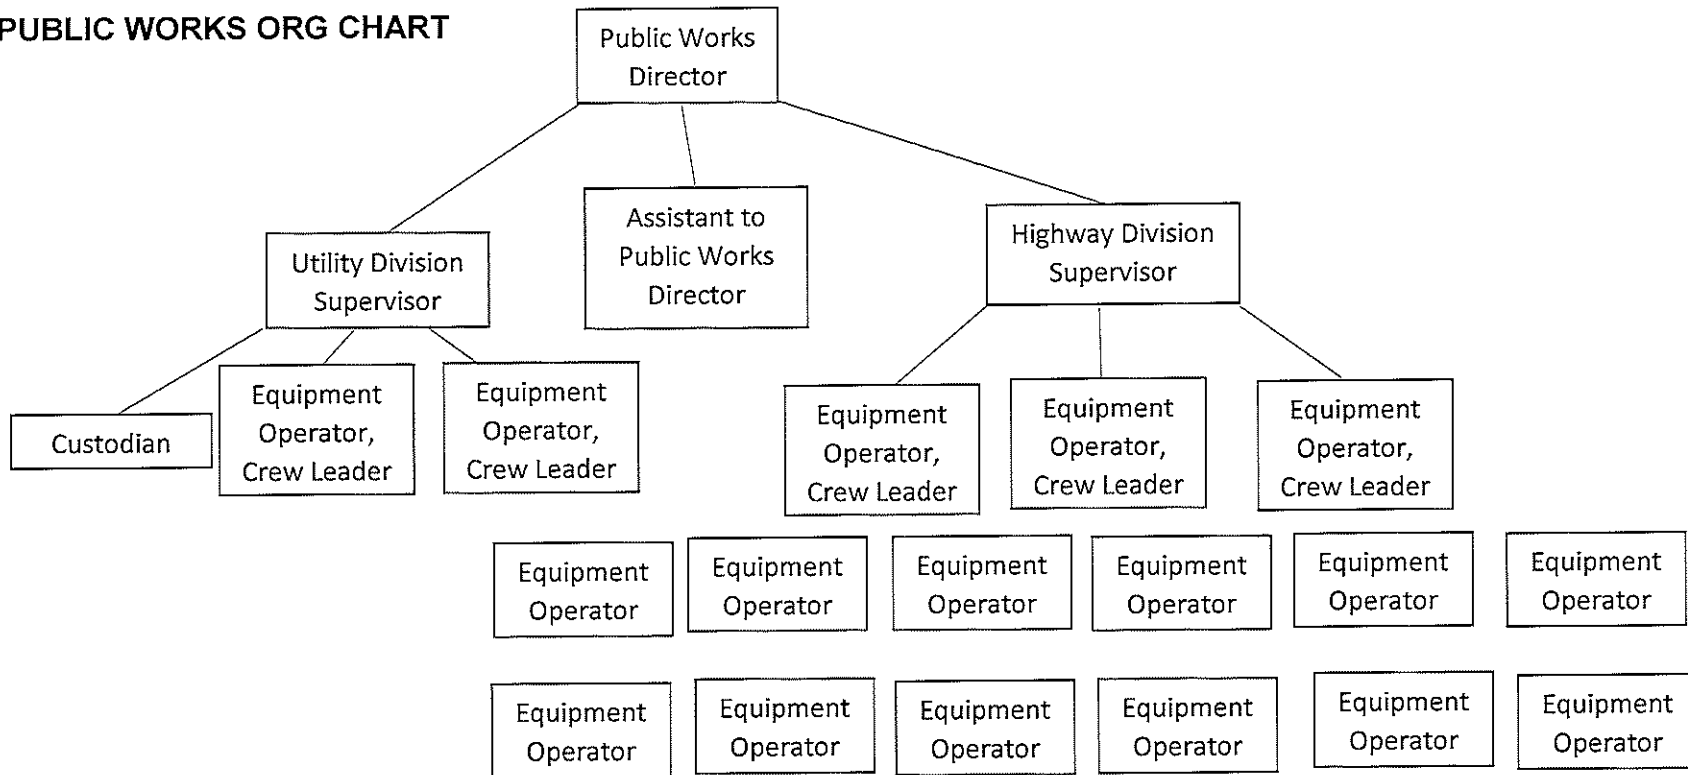 PUBLIC WORKS ORG CHART
Public Works
Director
Assistant to
Public Works
Director
Utility Division
Supervisor
Highway Division
Supervisor
Custodian
Equipment
Operator,
Crew Leader
Equipment
Operator,
Crew Leader
Equipment
Operator,
Crew Leader
Equipment
Operator,
Crew Leader
Equipment
Operator,
Crew Leader
Equipment
Operator
Equipment
Operator
Equipment
Operator
Equipment
Operator
Equipment
Operator
Equipment
Operator
Equipment
Operator
Equipment
Operator
Equipment
Operator
Equipment
Operator
Equipment
Operator
Equipment
Operator